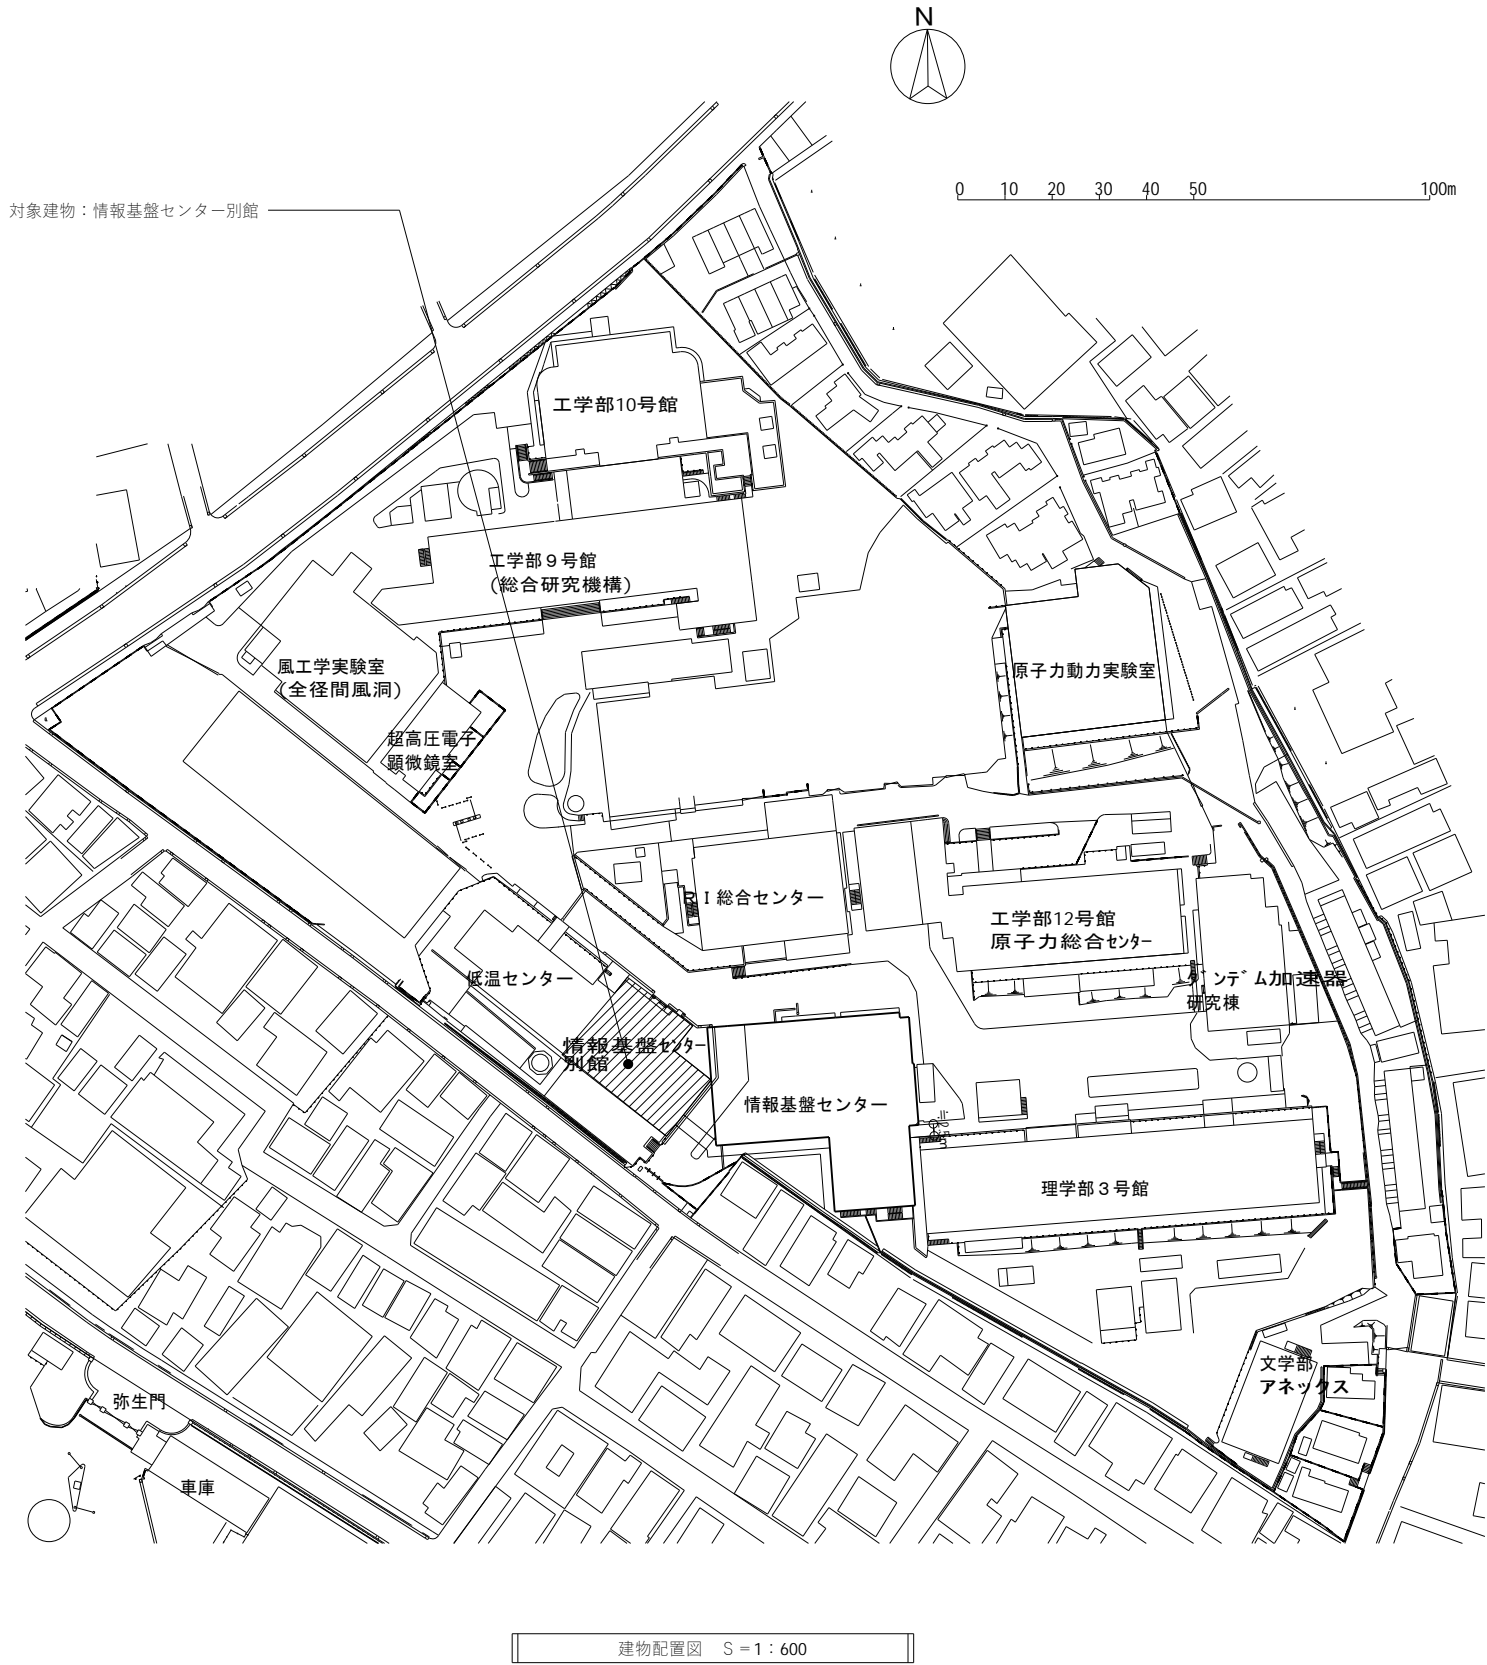 N
0 10 20 30 40 50 100m
対象建物：情報基盤センター別館
工学部10号館
工学部９号館
(総合研究機構)
風工学実験室
(全径間風洞)
原子力動力実験室
超高圧電子
顕微鏡室
ＲＩ総合センター
工学部12号館
原子力総合ｾﾝﾀｰ
低温センター
ﾀﾝﾃﾞﾑ加速器
研究棟
情報基盤ｾﾝﾀｰ
別館
情報基盤センター
理学部３号館
文学部
アネックス
弥生門
車庫
建物配置図 Ｓ＝1：600